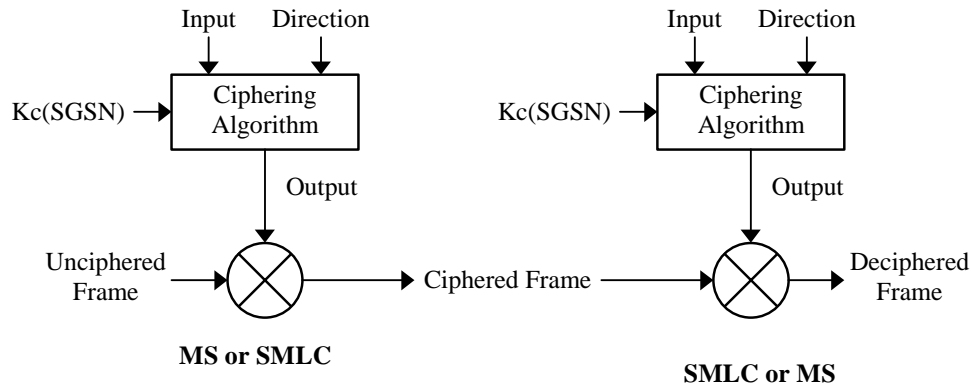 Input
Direction
Kc(SGSN)
Ciphering
Algorithm
Output
Unciphered
Frame
MS or SMLC
Ciphered Frame
Input
Direction
Kc(SGSN)
Ciphering
Algorithm
Output
Deciphered
Frame
SMLC or MS